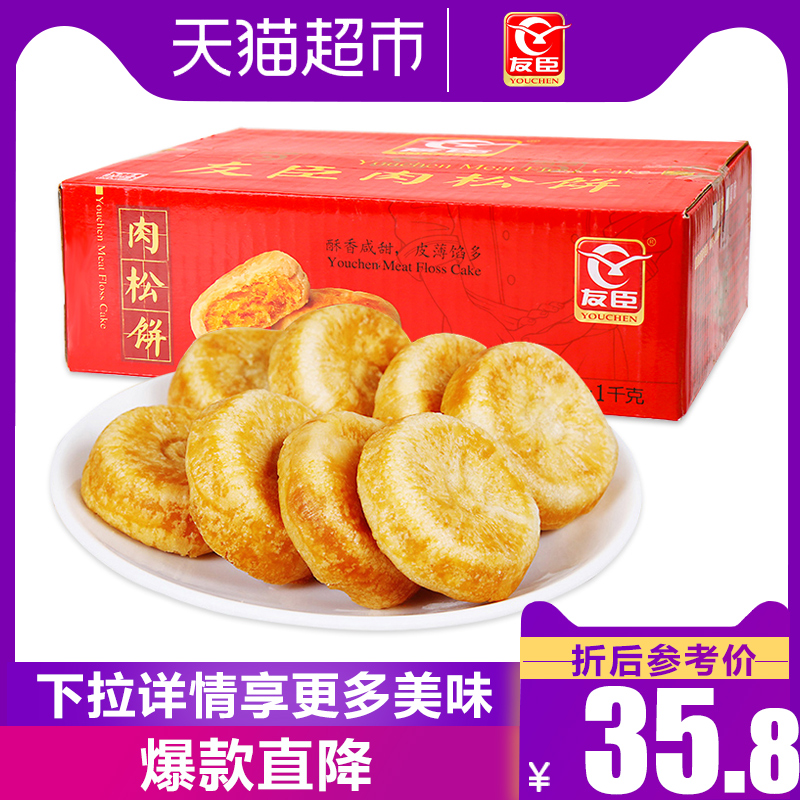 天猫超市
友臣
YOUCHEN
Youchen Meat Floss Cake
友臣肉松饼
Youchen Meat Floss Cake
肉松餅
酥香咸甜，皮薄馅多
Youchen Meat Floss Cake
®
友臣
YOUCHEN
1千克
下拉详情享更多美味
爆款直降
折后参考价
¥35.8